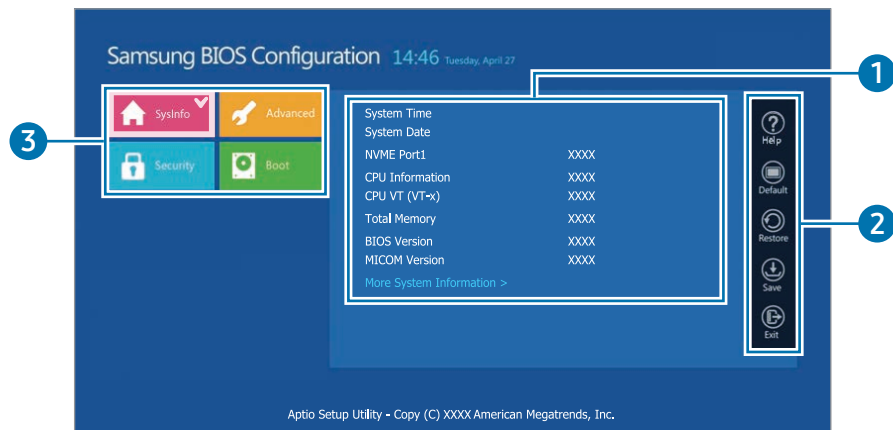 Samsung BIOS Configuration 14:46 Tuesday, April 27
1
SysInfo
Advanced
Security
Boot
3
System Time
System Date
NVME Port1 XXXX
CPU Information XXXX
CPU VT (VT-x) XXXX
Total Memory XXXX
BIOS Version XXXX
MICOM Version XXXX
More System Information >
Help
Default
Restore
Save
Exit
2
Aptio Setup Utility - Copy (C) XXXX American Megatrends, Inc.